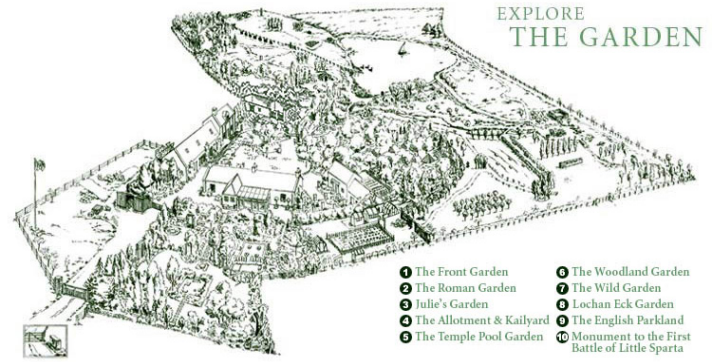 EXPLORE
THE GARDEN
1 The Front Garden
2 The Roman Garden
3 Julie's Garden
4 The Allotment & Kailyard
5 The Temple Pool Garden
6 The Woodland Garden
7 The Wild Garden
8 Lochan Eck Garden
9 The English Parkland
10 Monument to the First
Battle of Little Sparta